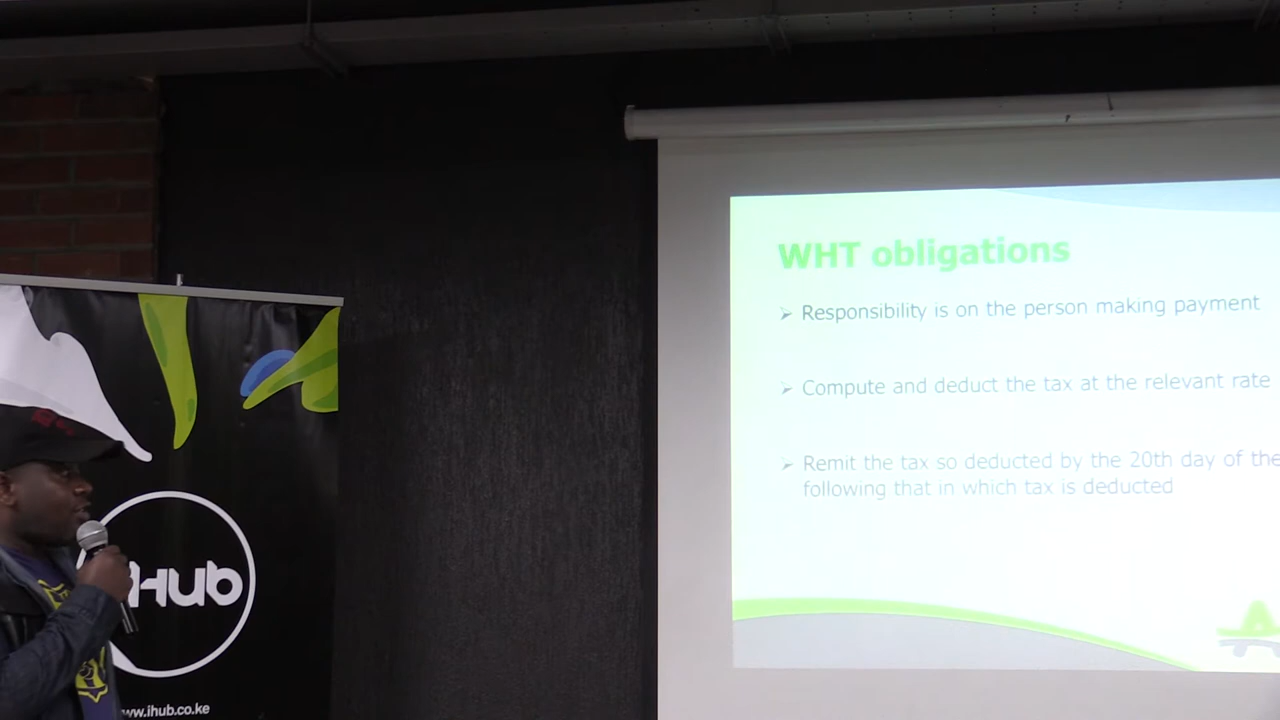 WHT obligations
Responsibility is on the person making payment
Compute and deduct the tax at the relevant rate
Remit the tax so deducted by the 20th day of the
following that in which tax is deducted
iHub
www.ihub.co.ke